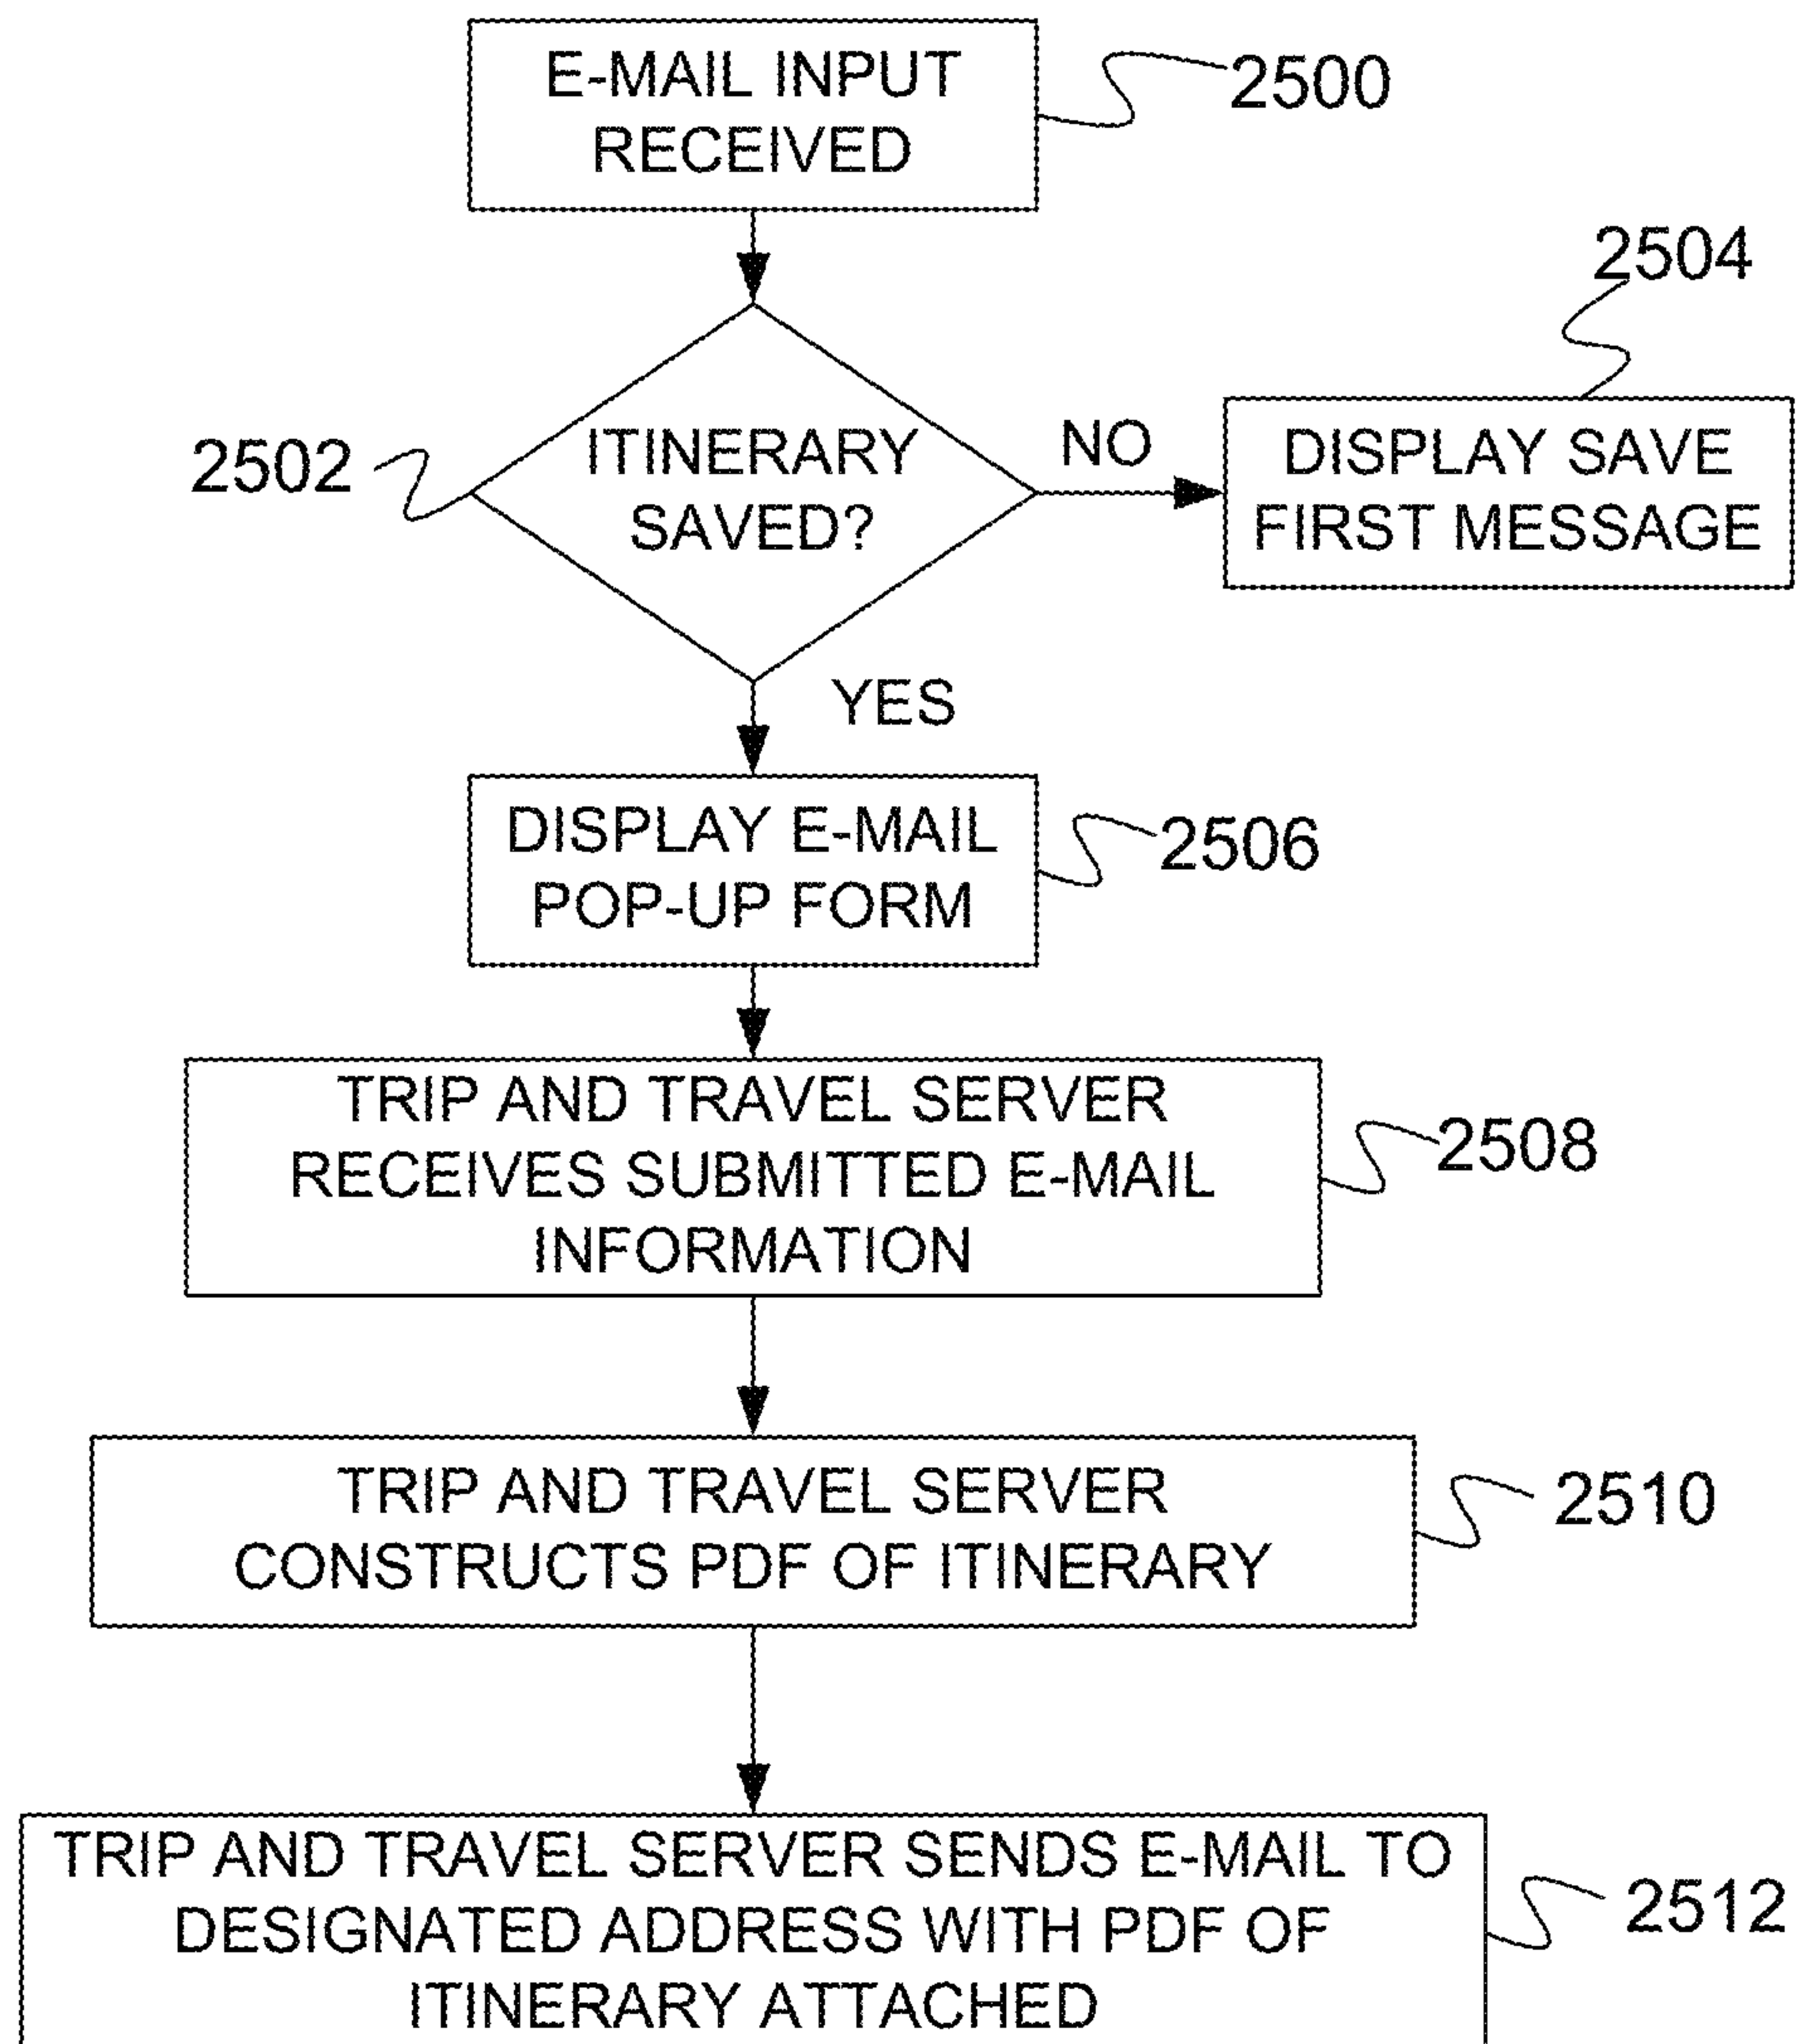 E-MAIL INPUT
RECEIVED
2500
2504
2502
ITINERARY
SAVED?
NO
DISPLAY SAVE
FIRST MESSAGE
YES
DISPLAY E-MAIL
POP-UP FORM
2506
TRIP AND TRAVEL SERVER
RECEIVES SUBMITTED E-MAIL
INFORMATION
2508
TRIP AND TRAVEL SERVER
CONSTRUCTS PDF OF ITINERARY
2510
TRIP AND TRAVEL SERVER SENDS E-MAIL TO
DESIGNATED ADDRESS WITH PDF OF
ITINERARY ATTACHED
2512